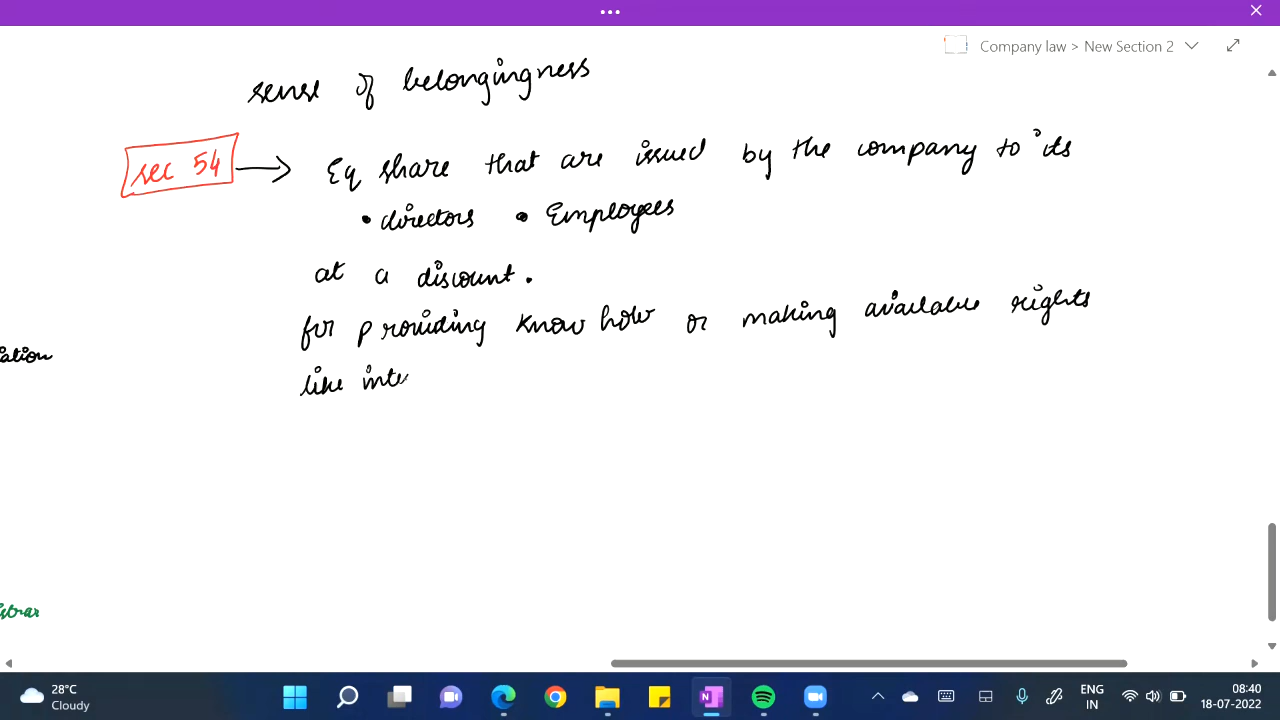 Company law > New Section 2
sense of belongingness
sec 54
Eq share that are issued by the company to its
• directors • Employees
at a discount.
for providing know how or making available rights
like inte
28°C
Cloudy
ENG
IN
08:40
18-07-2022